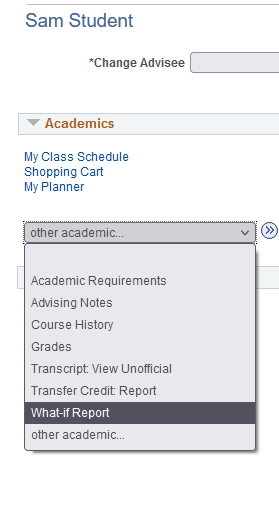 Sam Student
*Change Advisee
Academics
My Class Schedule
Shopping Cart
My Planner
other academic...
Academic Requirements
Advising Notes
Course History
Grades
Transcript: View Unofficial
Transfer Credit: Report
What-if Report
other academic...